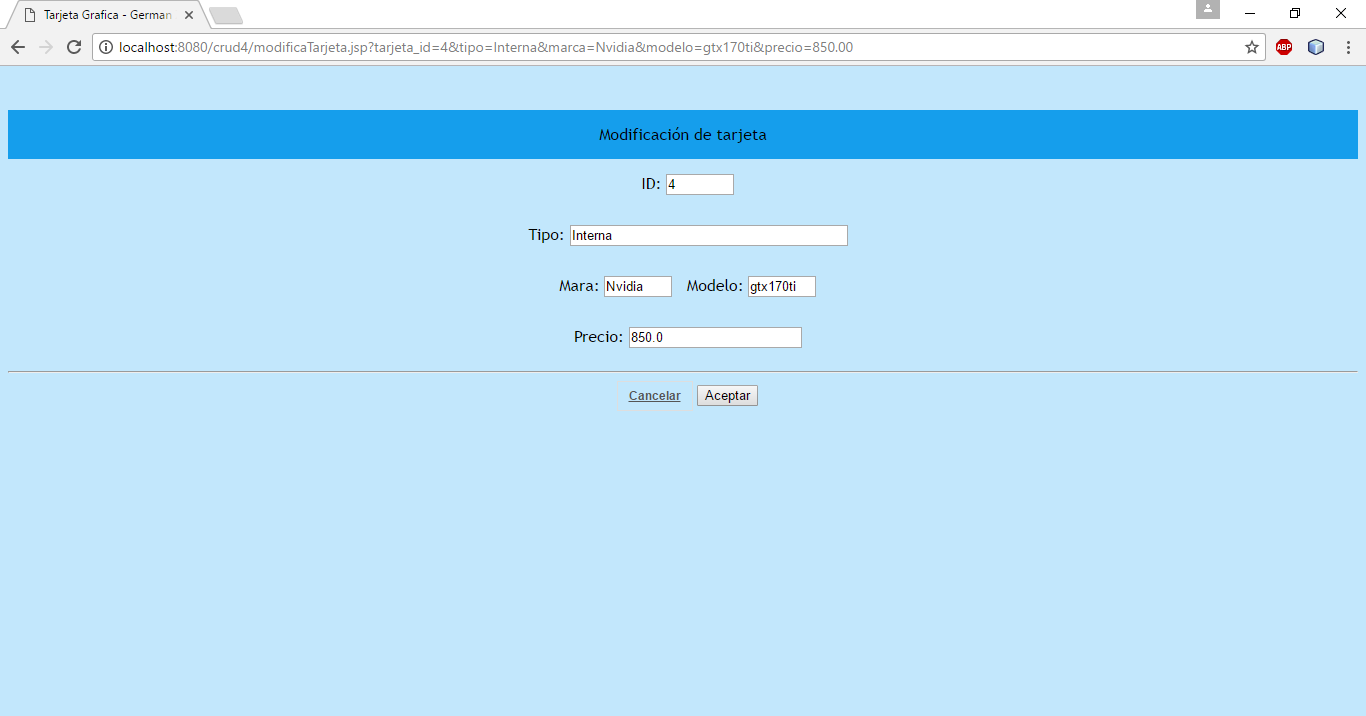 Tarjeta Grafica - German
localhost:8080/crud4/modificaTarjeta.jsp?tarjeta_id=4&tipo=Interna&marca=Nvidia&modelo=gtx170ti&precio=850.00
ABP
Modificación de tarjeta
ID: 4
Tipo: Interna
Mara: Nvidia Modelo: gtx170ti
Precio: 850.0
Cancelar Aceptar